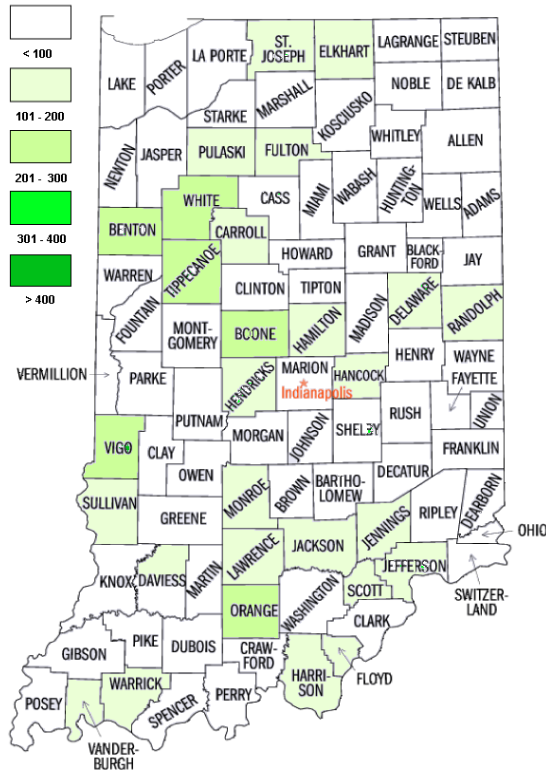 < 100
101 - 200
201 - 300
301 - 400
> 400
ST.
JOSEPH
ELKHART
LAGRANGE
STEUBEN
LAKE
PORTER
LA PORTE
NOBLE
DE KALB
STARKE
MARSHALL
KOSCIUSKO
WHITLEY
ALLEN
NEWTON
JASPER
PULASKI
FULTON
MIAMI
WABASH
HUNTING-
TON
WELLS
ADAMS
WHITE
CASS
BENTON
CARROLL
HOWARD
GRANT
BLACK-
FORD
JAY
WARREN
TIPPECANOE
CLINTON
TIPTON
MADISON
DELAWARE
RANDOLPH
FOUNTAIN
MONT-
GOMERY
BOONE
HAMILTON
HENRY
WAYNE
VERMILLION
PARKE
HENDRICKS
MARION
Indianapolis
HANCOCK
FAYETTE
PUTNAM
RUSH
UNION
VIGO
CLAY
MORGAN
JOHNSON
SHELBY
FRANKLIN
OWEN
DECATUR
SULLIVAN
GREENE
MONROE
BROWN
BARTHO-
LOMEW
JENNINGS
RIPLEY
DEARBORN
OHIO
KNOX
DAVIESS
MARTIN
LAWRENCE
JACKSON
JEFFERSON
SWITZER-
LAND
ORANGE
WASHINGTON
SCOTT
CLARK
GIBSON
PIKE
DUBOIS
CRAW-
FORD
HARRI-
SON
FLOYD
POSEY
WARRICK
SPENCER
PERRY
VANDER-
BURGH